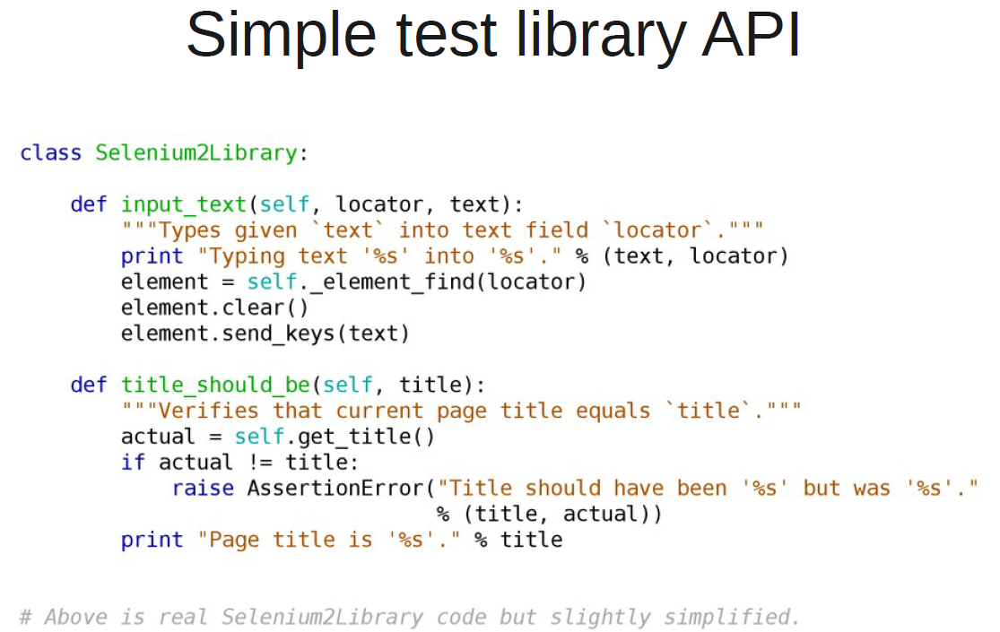 Simple test library API
class Selenium2Library:
    def input_text(self, locator, text):
        """Types given `text` into text field `locator`."""
        print "Typing text '%s' into '%s'." % (text, locator)
        element = self._element_find(locator)
        element.clear()
        element.send_keys(text)
    def title_should_be(self, title):
        """Verifies that current page title equals `title`."""
        actual = self.get_title()
        if actual != title:
            raise AssertionError("Title should have been '%s' but was '%s'."
                                 % (title, actual))
        print "Page title is '%s'." % title
# Above is real Selenium2Library code but slightly simplified.